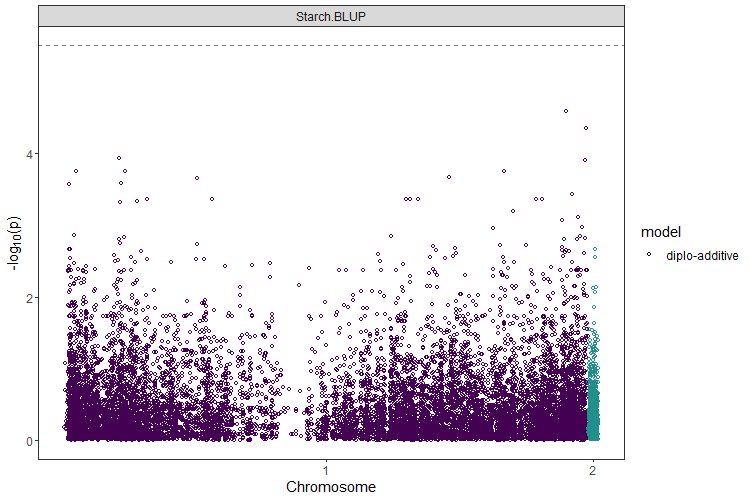 Starch.BLUP
-log10(p)
4
2
0
1
2
Chromosome
model
diplo-additive